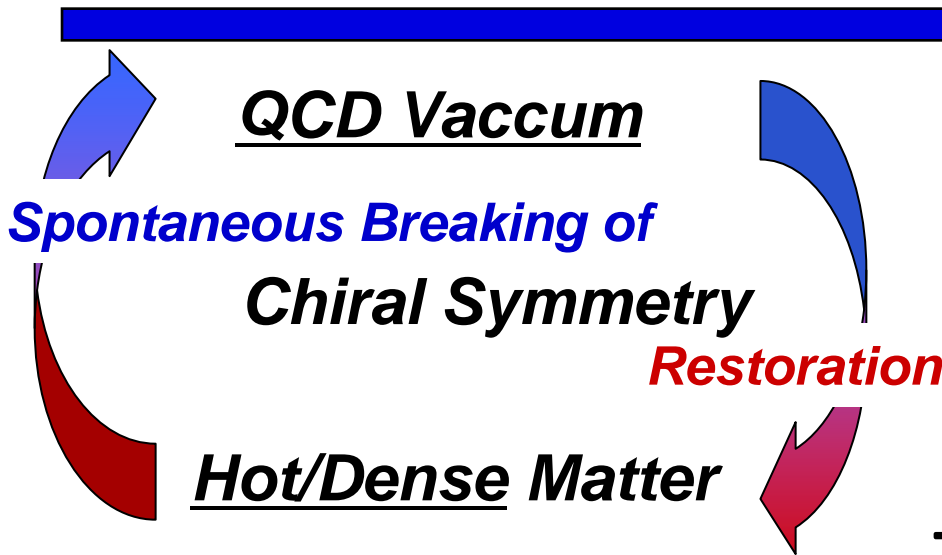 QCD Vaccum
Spontaneous Breaking of
Chiral Symmetry
Restoration
Hot/Dense Matter